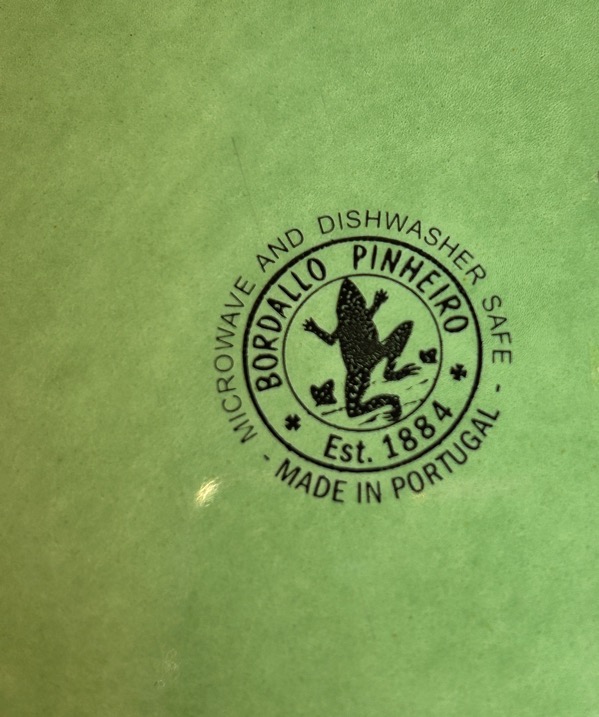 MICROWAVE AND DISHWASHER SAFE -
- MADE IN PORTUGAL
BORDALLO PINHEIRO
Est. 1884